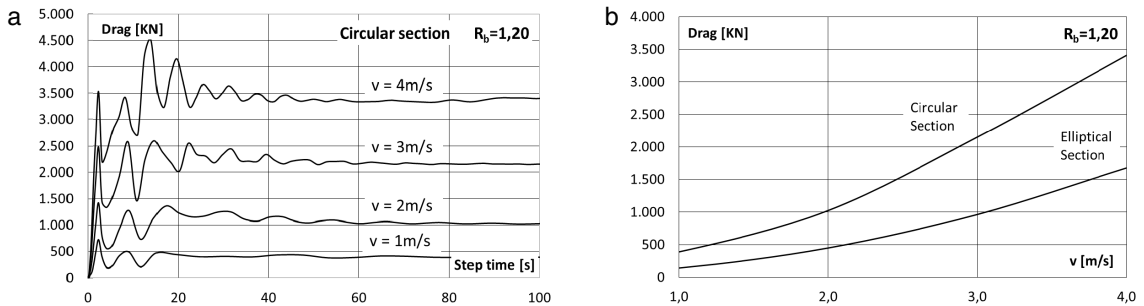 a
Drag [KN]
Circular section R_b=1,20
5.000
4.500
4.000
3.500
3.000
2.500
2.000
1.500
1.000
500
0
v = 4m/s
v = 3m/s
v = 2m/s
v = 1m/s
Step time [s]
0 20 40 60 80 100
b
Drag [KN]
R_b=1,20
4.000
3.500
3.000
2.500
2.000
1.500
1.000
500
0
Circular
Section
Elliptical
Section
v [m/s]
1,0 2,0 3,0 4,0